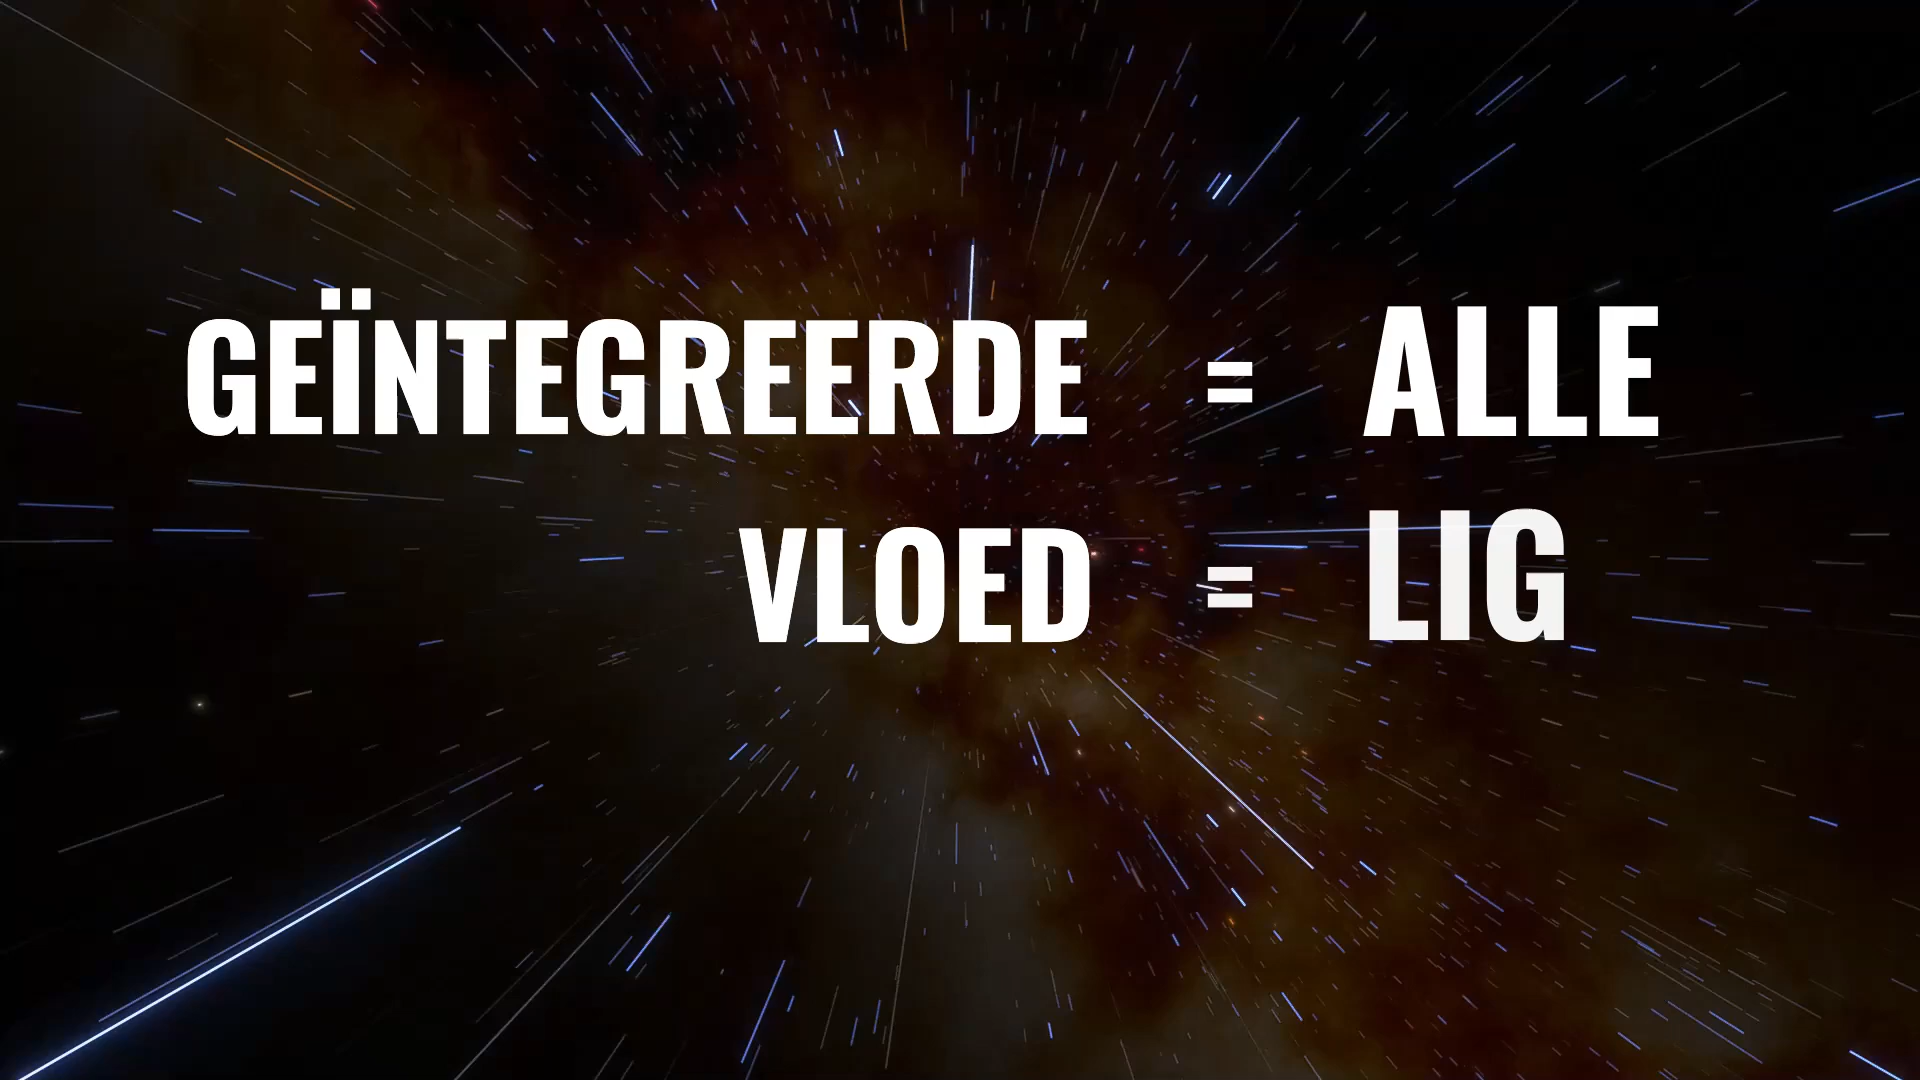 GEÏNTEGREERDE = ALLE
VLOED = LIG